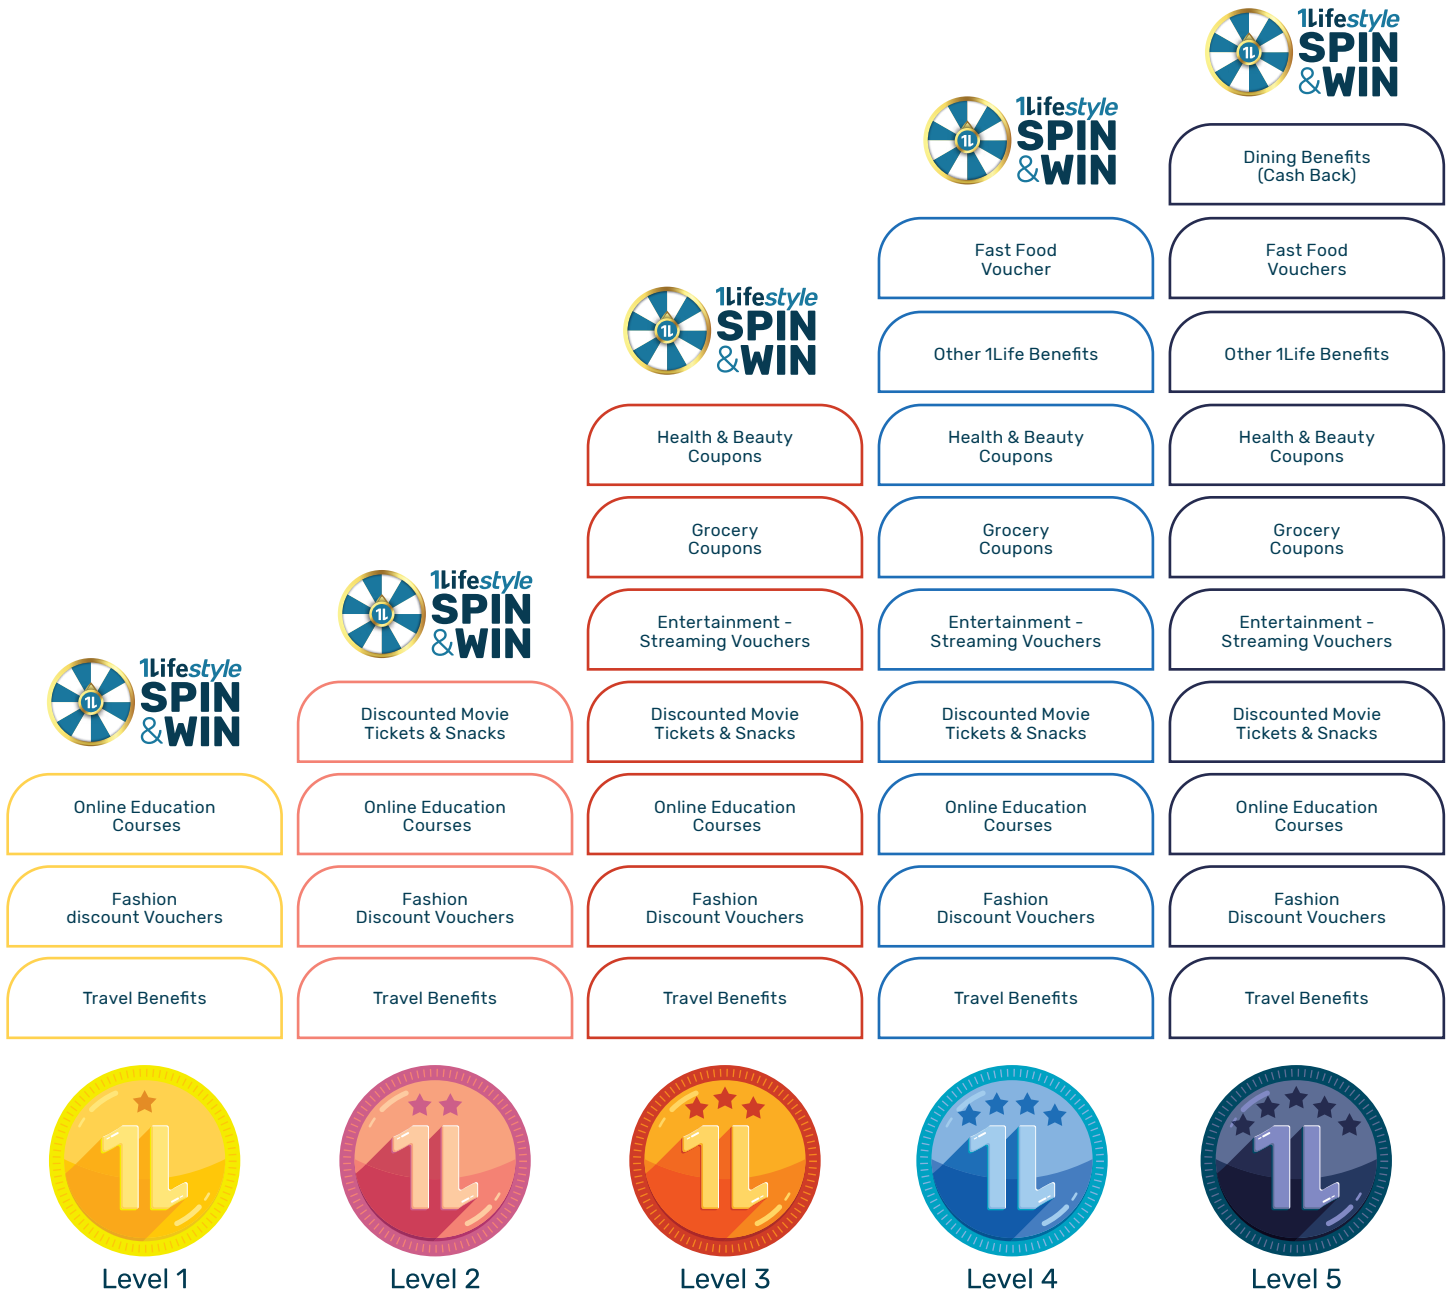 1Lifestyle
SPIN
&WIN
Online Education
Courses
Fashion
discount Vouchers
Travel Benefits
1L
Level 1
1Lifestyle
SPIN
&WIN
Discounted Movie
Tickets & Snacks
Online Education
Courses
Fashion
Discount Vouchers
Travel Benefits
1L
Level 2
1Lifestyle
SPIN
&WIN
Health & Beauty
Coupons
Grocery
Coupons
Entertainment -
Streaming Vouchers
Discounted Movie
Tickets & Snacks
Online Education
Courses
Fashion
Discount Vouchers
Travel Benefits
1L
Level 3
1Lifestyle
SPIN
&WIN
Fast Food
Voucher
Other 1Life Benefits
Health & Beauty
Coupons
Grocery
Coupons
Entertainment -
Streaming Vouchers
Discounted Movie
Tickets & Snacks
Online Education
Courses
Fashion
Discount Vouchers
Travel Benefits
1L
Level 4
1Lifestyle
SPIN
&WIN
Dining Benefits
(Cash Back)
Fast Food
Vouchers
Other 1Life Benefits
Health & Beauty
Coupons
Grocery
Coupons
Entertainment -
Streaming Vouchers
Discounted Movie
Tickets & Snacks
Online Education
Courses
Fashion
Discount Vouchers
Travel Benefits
1L
Level 5